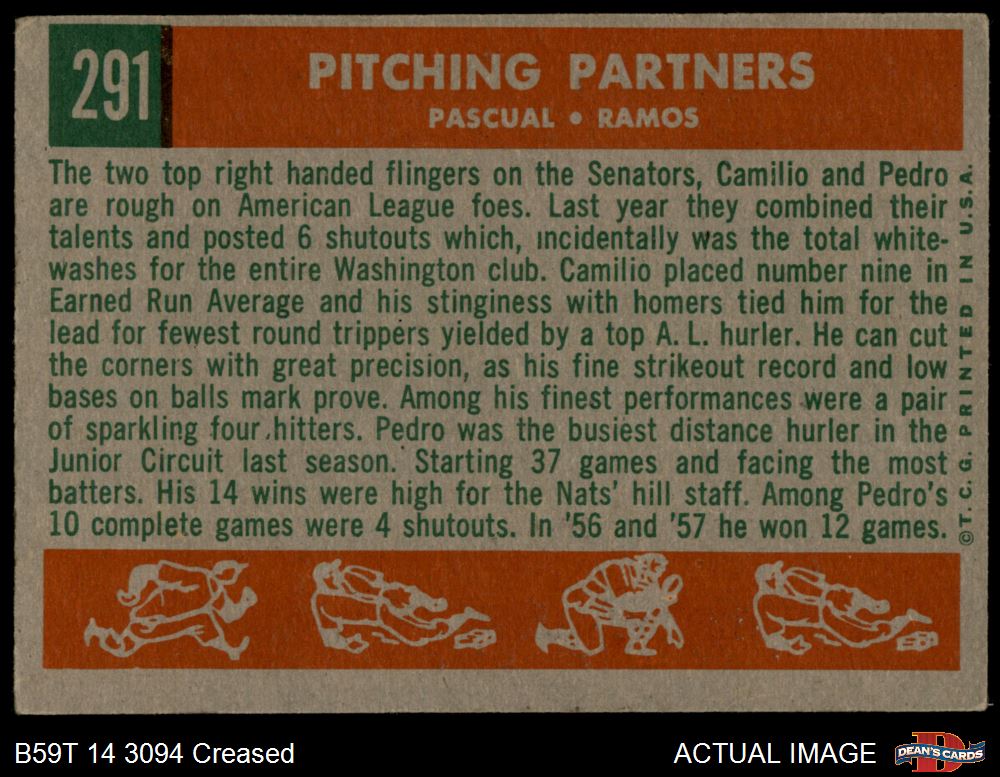 291
PITCHING PARTNERS
PASCUAL • RAMOS
The two top right handed flingers on the Senators, Camilio and Pedro
are rough on American League foes. Last year they combined their
talents and posted 6 shutouts which, incidentally was the total white-
washes for the entire Washington club. Camilio placed number nine in
Earned Run Average and his stinginess with homers tied him for the
lead for fewest round trippers yielded by a top A. L. hurler. He can cut
the corners with great precision, as his fine strikeout record and low
bases on balls mark prove. Among his finest performances were a pair
of sparkling four hitters. Pedro was the busiest distance hurler in the
Junior Circuit last season. Starting 37 games and facing the most
batters. His 14 wins were high for the Nats' hill staff. Among Pedro's
10 complete games were 4 shutouts. In '56 and '57 he won 12 games.
©T. C. G. PRINTED IN U.S.A.
B59T 14 3094 Creased
ACTUAL IMAGE
D
DEAN'S CARDS